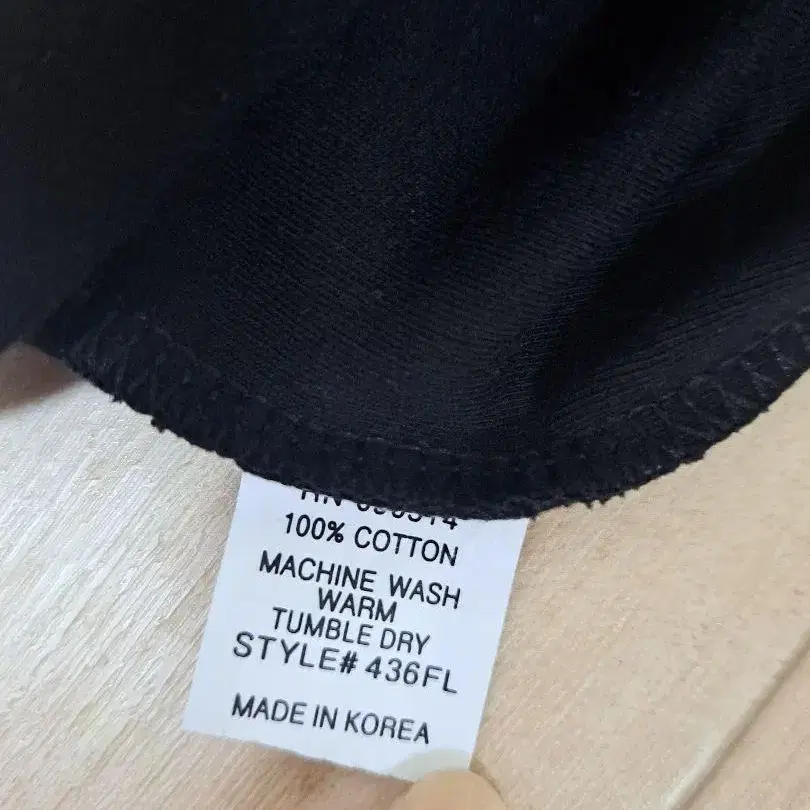 100% COTTON
MACHINE WASH
WARM
TUMBLE DRY
STYLE# 436FL
MADE IN KOREA